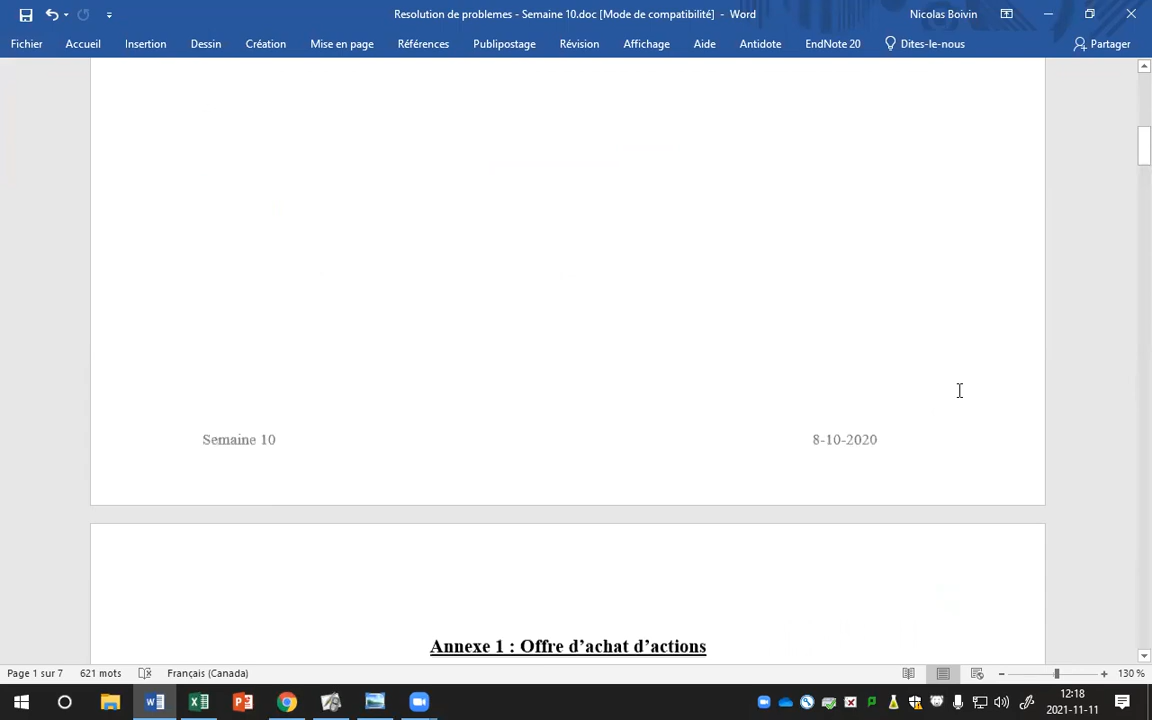 Resolution de problemes - Semaine 10.doc [Mode de compatibilité] - Word
Nicolas Boivin
Fichier Accueil Insertion Dessin Création Mise en page Références Publipostage Révision Affichage Aide Antidote EndNote 20 Dites-le-nous Partager
Semaine 10 8-10-2020
Annexe 1 : Offre d’achat d’actions
Page 1 sur 7 621 mots Français (Canada) 130 %
12:18
2021-11-11